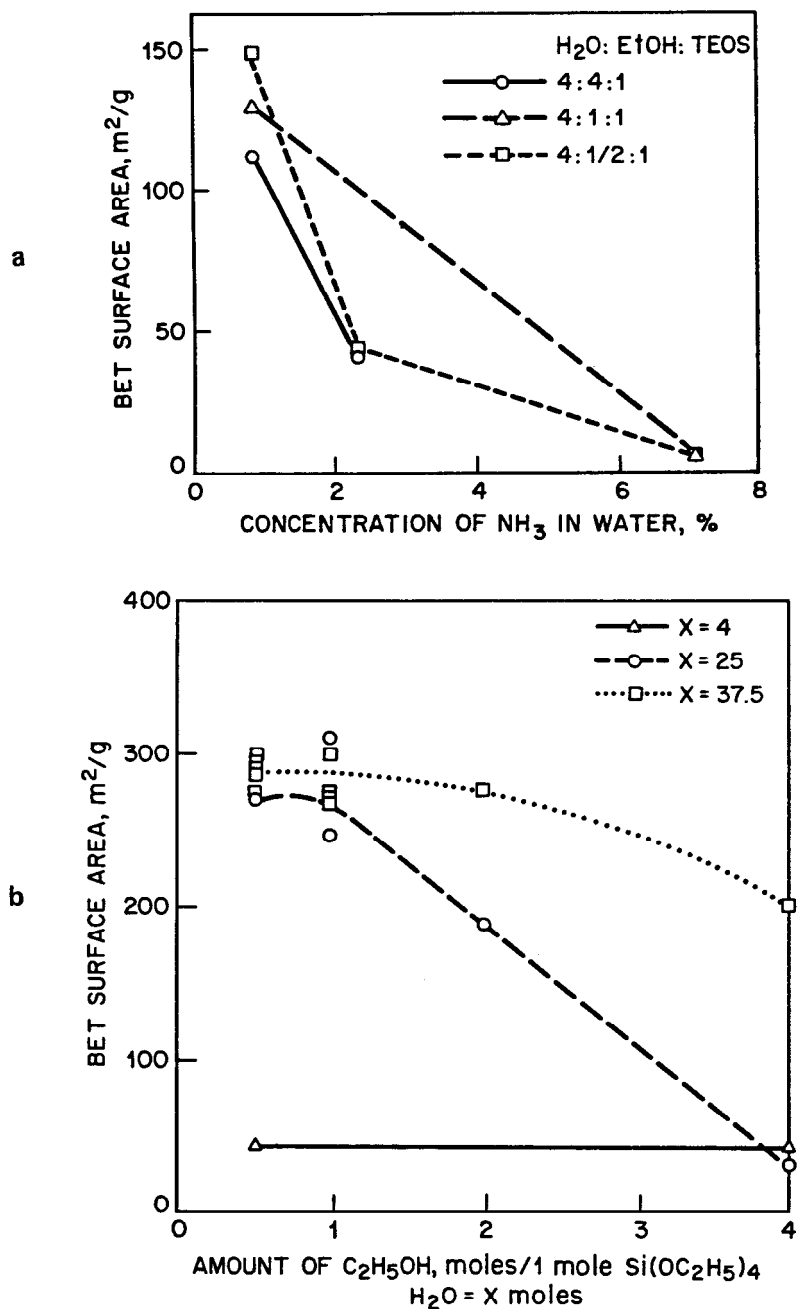 a
BET SURFACE AREA, m²/g
150
100
50
0
H₂O: EtOH: TEOS
4:4:1
4:1:1
4:1/2:1
0 2 4 6 8
CONCENTRATION OF NH₃ IN WATER, %
b
BET SURFACE AREA, m²/g
400
300
200
100
0
X = 4
X = 25
X = 37.5
0 1 2 3 4
AMOUNT OF C₂H₅OH, moles/1 mole Si(OC₂H₅)₄
H₂O = X moles